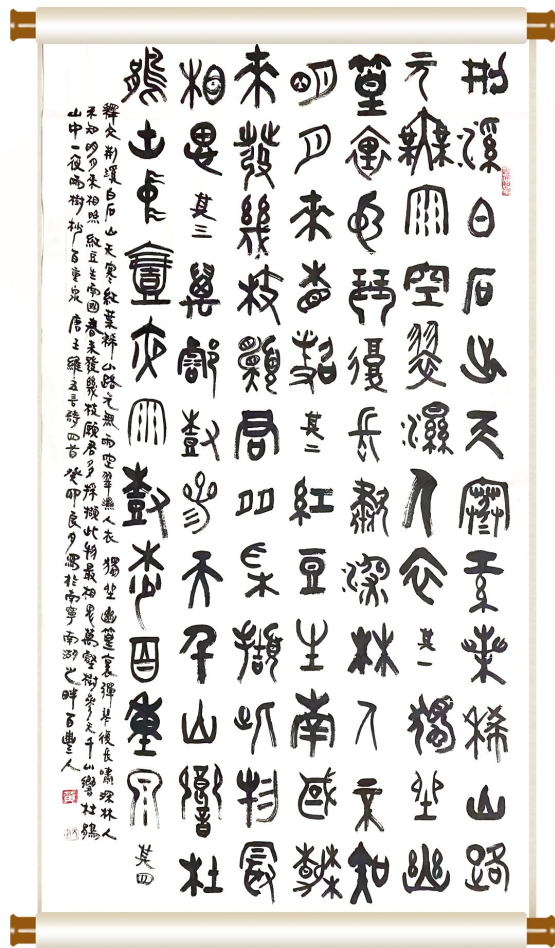 荆溪白石出天寒紅葉稀山路
元無雨空翠濕人衣其一獨坐幽
篁裏彈琴復長嘯深林人不知
明月來相照其二紅豆生南國春
來發幾枝願君多採擷此物最
相思其三萬壑樹參天千山響杜
鵑山中壹夜雨樹杪百重泉其四
釋文荆溪白石出天寒紅葉稀山路元無雨空翠濕人衣獨坐幽篁裏彈琴復長嘯深林人
不知明月來相照紅豆生南國春來發幾枝願君多採擷此物最相思萬壑樹參天千山響杜鵑
山中一夜雨樹杪百重泉唐王維五言詩四首癸卯良月寫於南寧南湖之畔百豐人